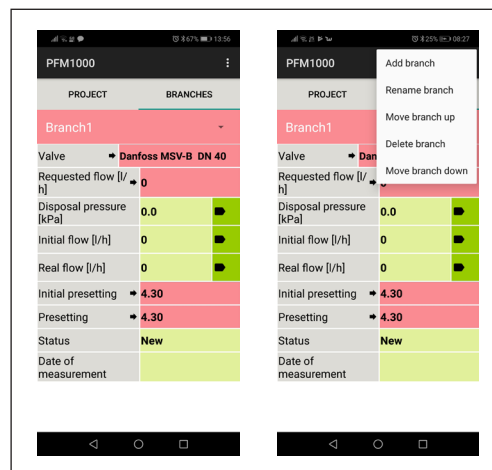 67% 13:56
PFM1000
PROJECT BRANCHES
Branch1
Valve Danfoss MSV-B DN 40
Requested flow [l/
h] 0
Disposal pressure
[kPa] 0.0
Initial flow [l/h] 0
Real flow [l/h] 0
Initial presetting 4.30
Presetting 4.30
Status New
Date of
measurement
25% 08:27
PFM1000
PROJECT
Branch1
Add branch
Rename branch
Move branch up
Delete branch
Move branch down
Valve Dan
Requested flow [l/
h]
Disposal pressure
[kPa] 0.0
Initial flow [l/h] 0
Real flow [l/h] 0
Initial presetting 4.30
Presetting 4.30
Status New
Date of
measurement